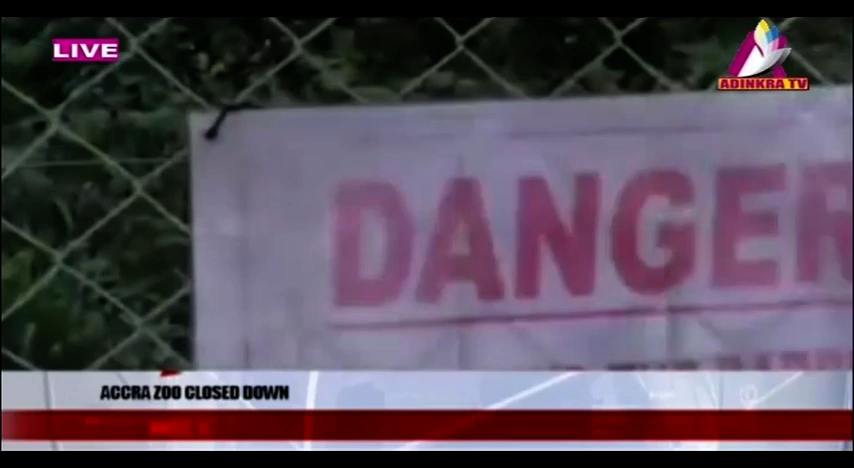 LIVE
ADINKRA TV
DANGER
ACCRA ZOO CLOSED DOWN